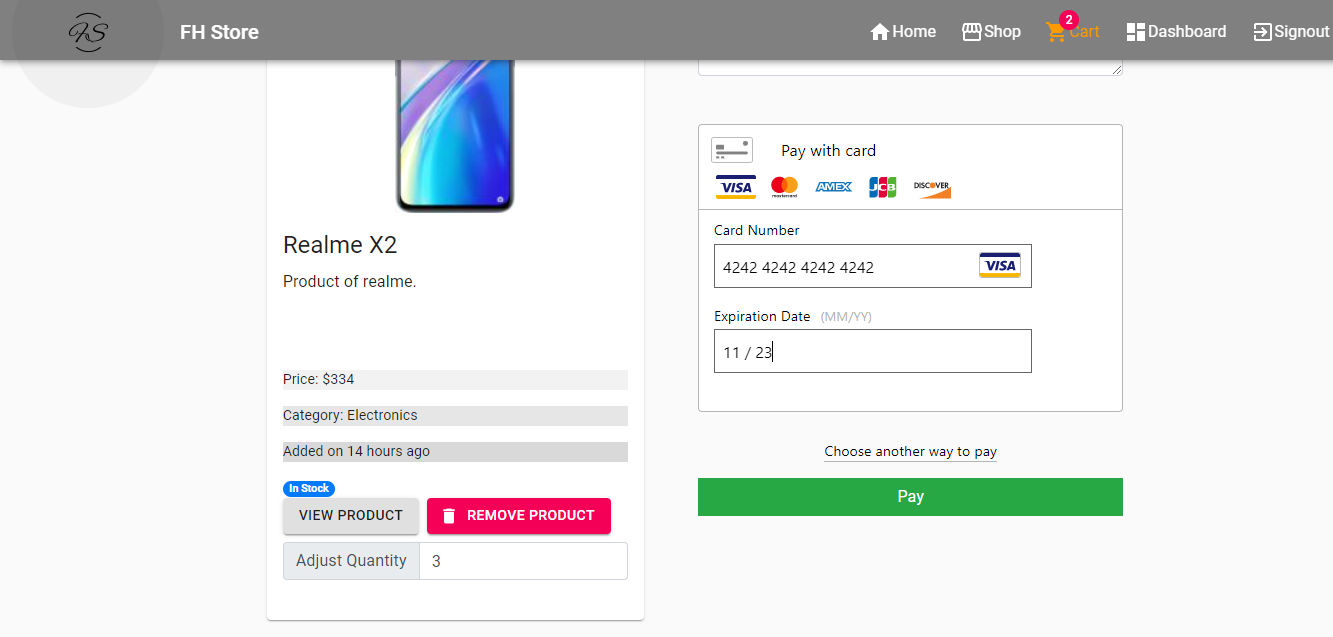 FH Store
Home
Shop
2
Cart
Dashboard
Signout
Realme X2
Product of realme.
Price: $334
Category: Electronics
Added on 14 hours ago
In Stock
VIEW PRODUCT
REMOVE PRODUCT
Adjust Quantity
3
Pay with card
VISA
mastercard
AMEX
JCB
DISCOVER
Card Number
4242 4242 4242 4242
VISA
Expiration Date (MM/YY)
11 / 23
Choose another way to pay
Pay